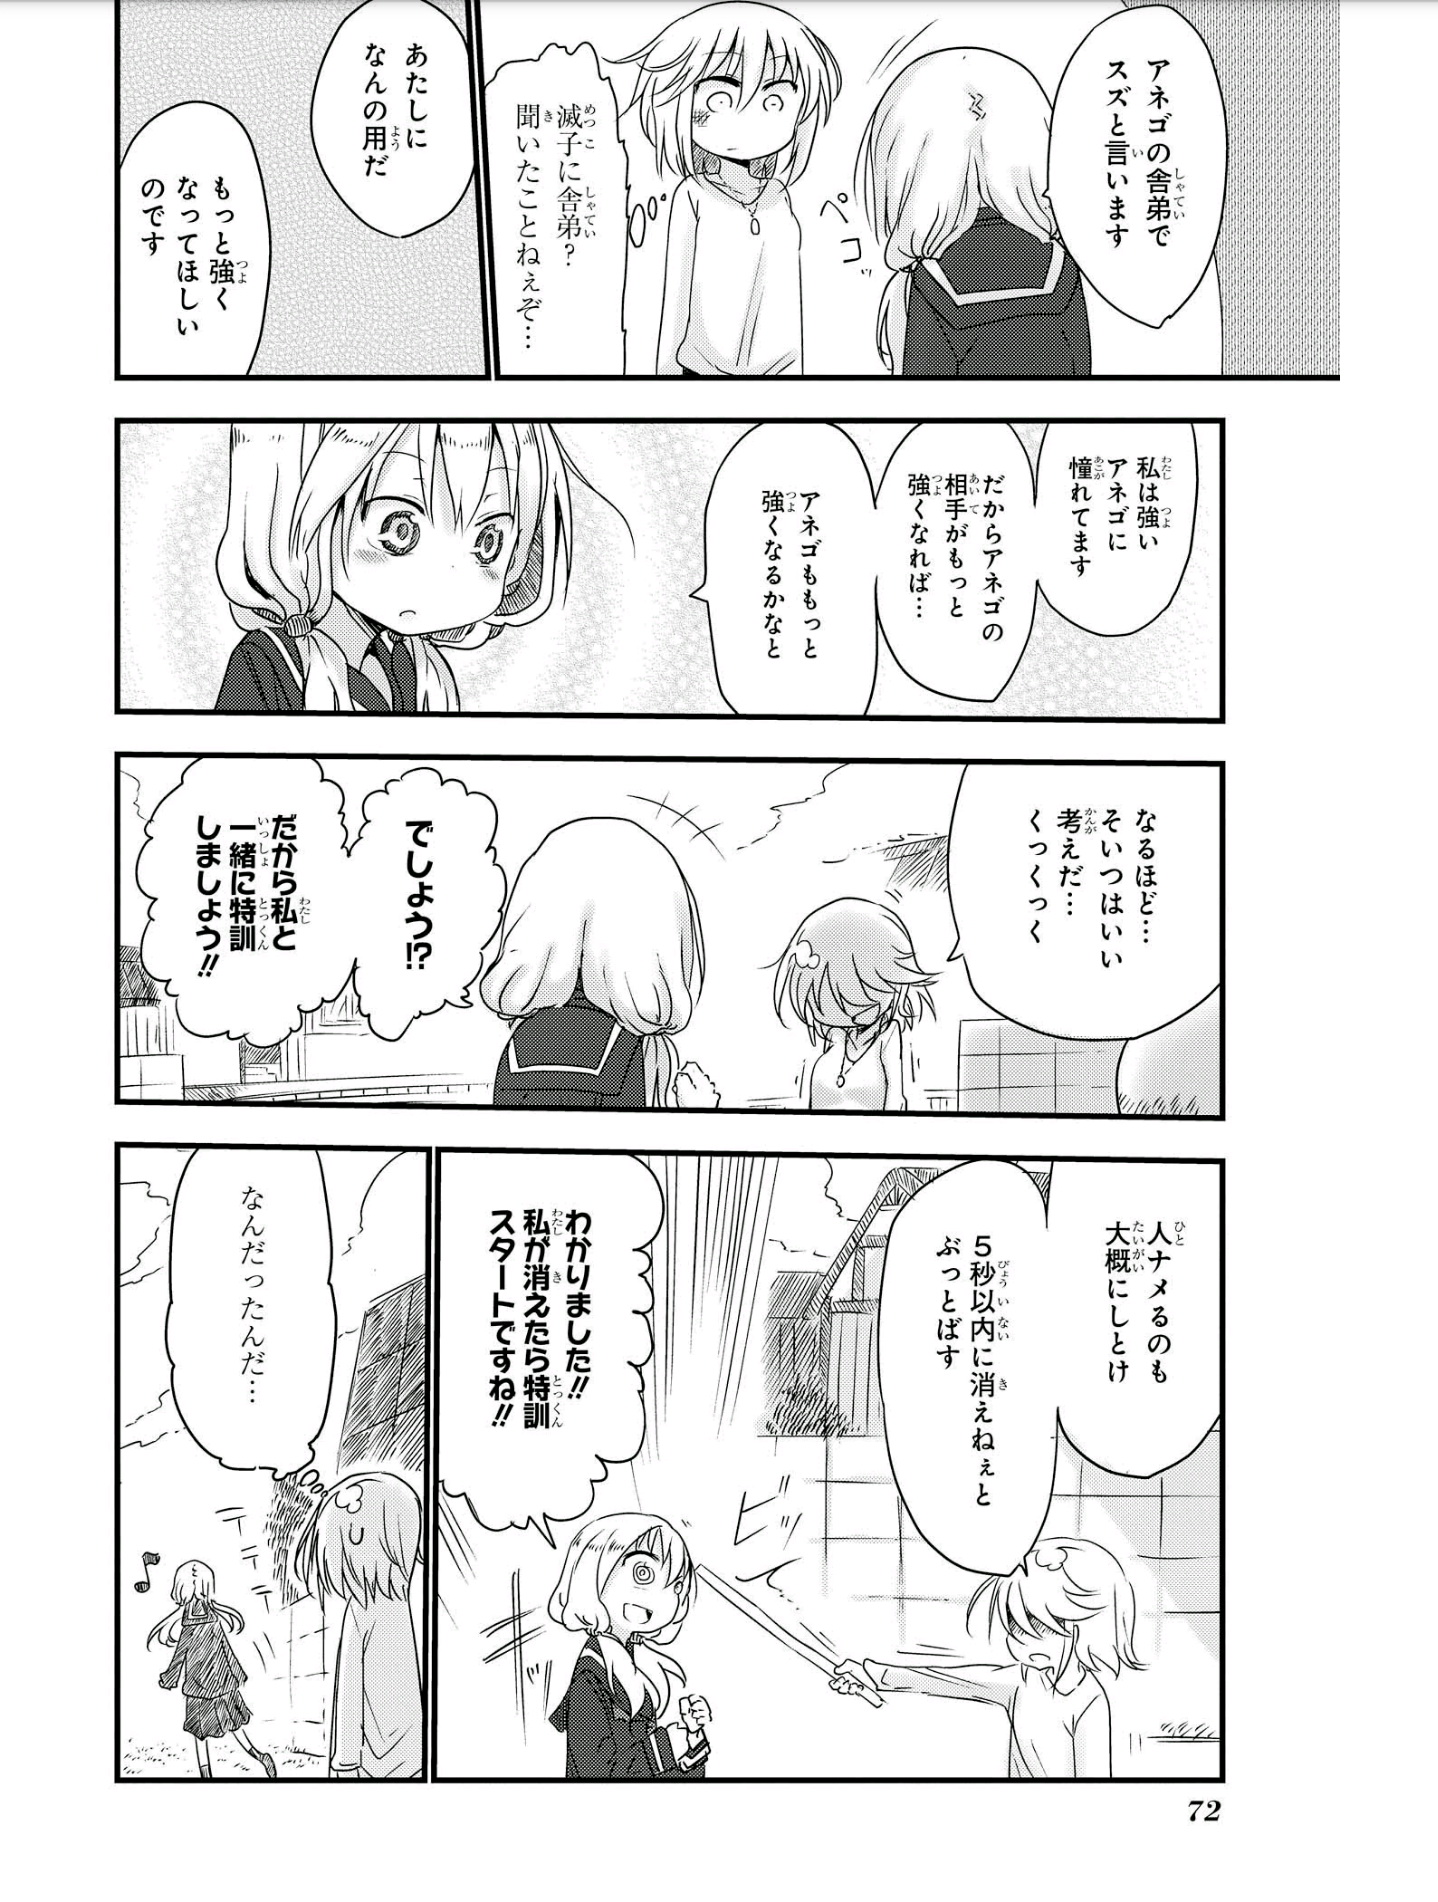 アネゴの舎弟で
スズと言います
ペコッ
滅子に舎弟?
聞いたことねぇぞ…
あたしに
なんの用だ
もっと強く
なってほしい
のです
私は強い
アネゴに
憧れてます
だからアネゴの
相手がもっと
強くなれば…
アネゴももっと
強くなるかなと
なるほど…
そいつはいい
考えだ…
くっくっく
でしょう!?
だから私と
一緒に特訓
しましょう!!
人ナメるのも
大概にしとけ
5秒以内に消えねぇと
ぶっとばす
ビッ
わかりました!!
私が消えたら特訓
スタートですね!!
なんだったんだ…
テテテ
72